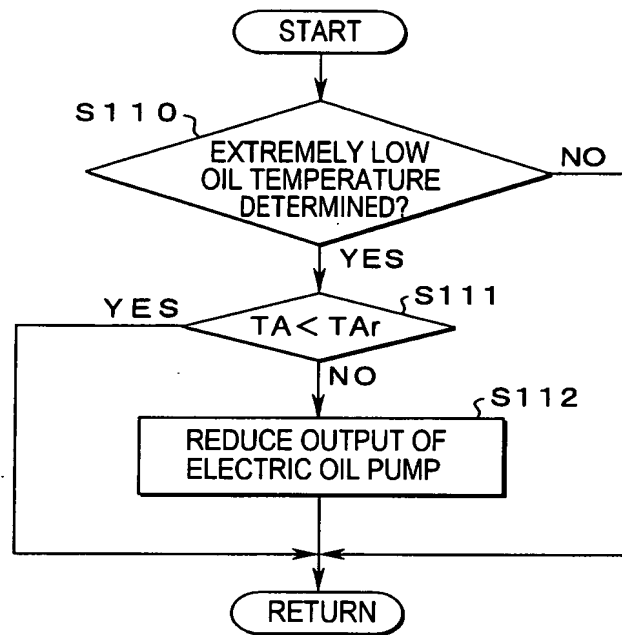 START
S110
EXTREMELY LOW
OIL TEMPERATURE
DETERMINED?
NO
YES
YES
S111
TA < TAr
NO
S112
REDUCE OUTPUT OF
ELECTRIC OIL PUMP
RETURN